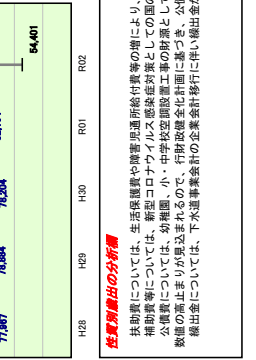 54,401
77,967 78,884 78,204
H28 H29 H30 R01 R02
性質別歳出の分析欄
扶助費については、生活保護費や障害児通所給付費等の増により、
補助費等については、新型コロナウイルス感染症対策としての国の
公債費については、幼稚園、小・中学校空調設置工事の財源として
数値の高止まりが見込まれるので、行財政健全化計画に基づき、公債
繰出金については、下水道事業会計の企業会計移行に伴い繰出金が